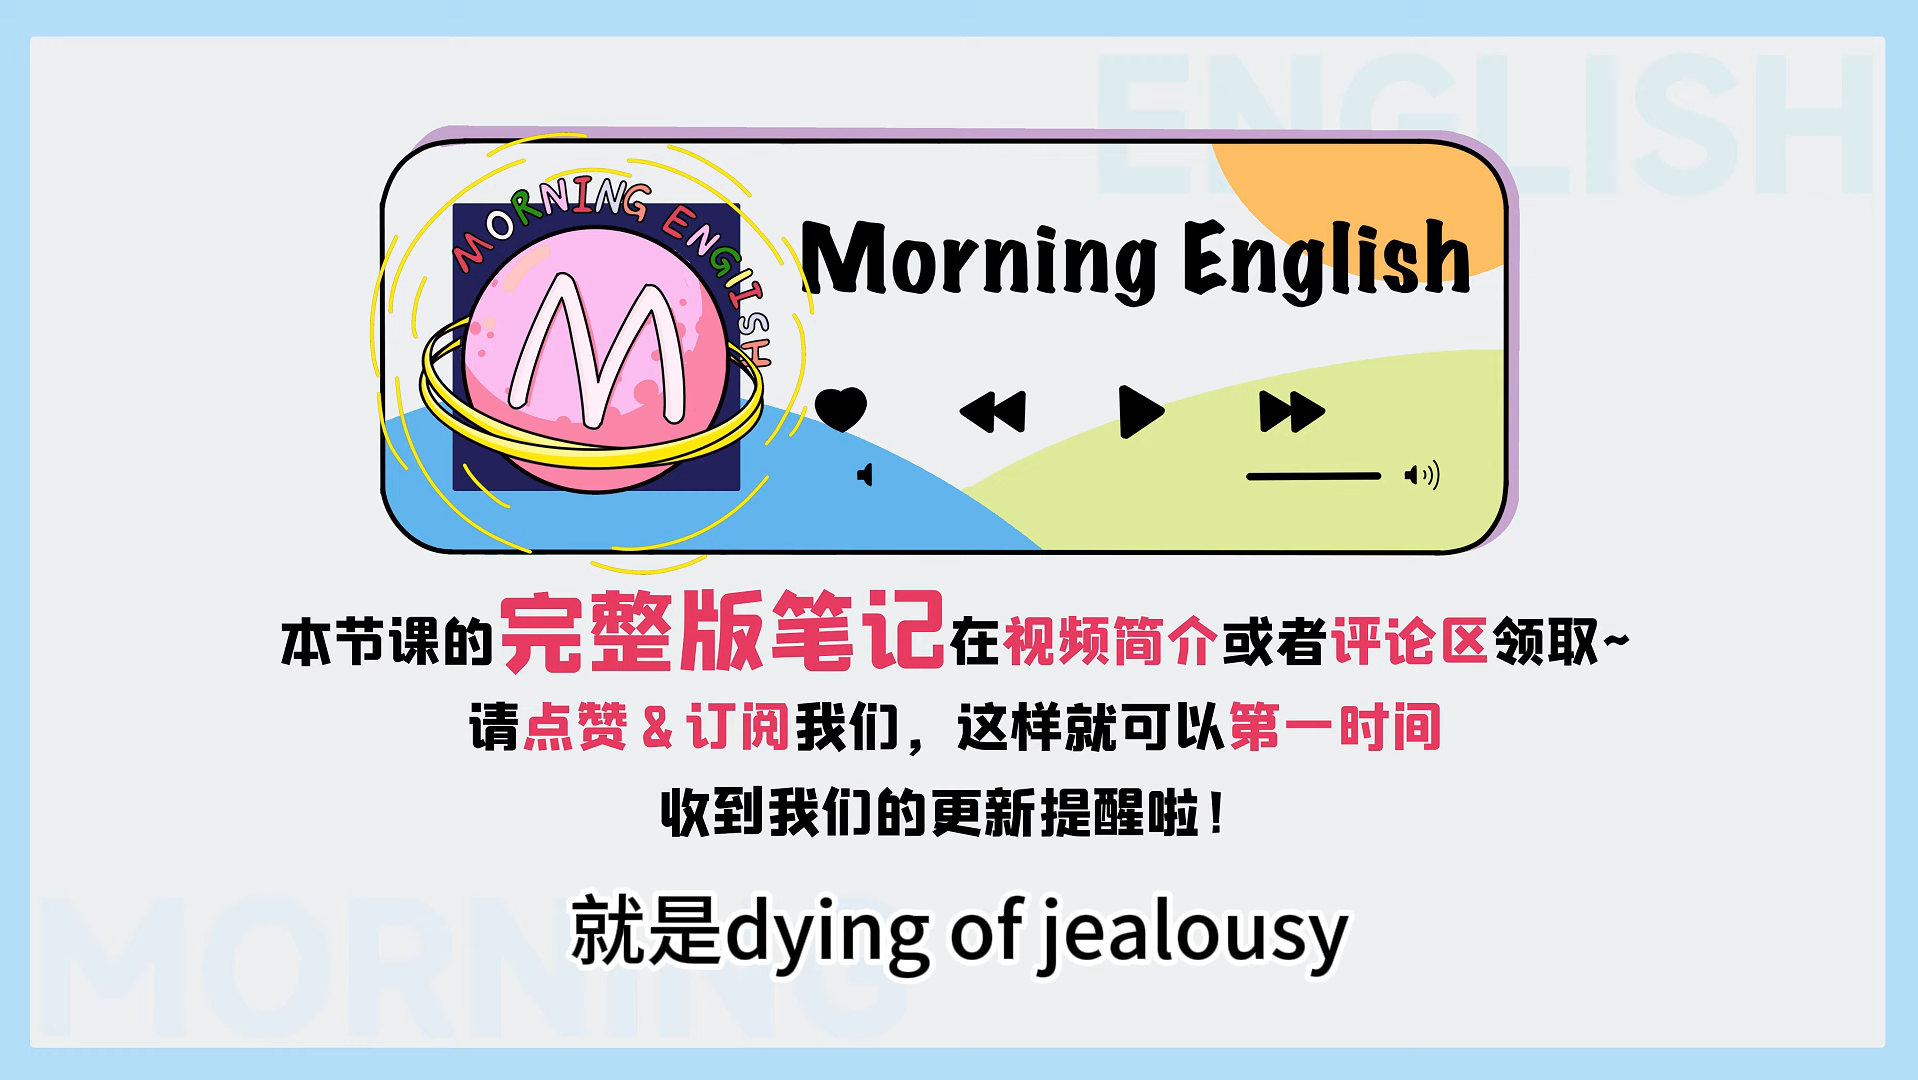 ENGLISH
MORNING ENGLISH
M
Morning English
本节课的完整版笔记在视频简介或者评论区领取~
请点赞&订阅我们，这样就可以第一时间
收到我们的更新提醒啦！
就是dying of jealousy
MORNING